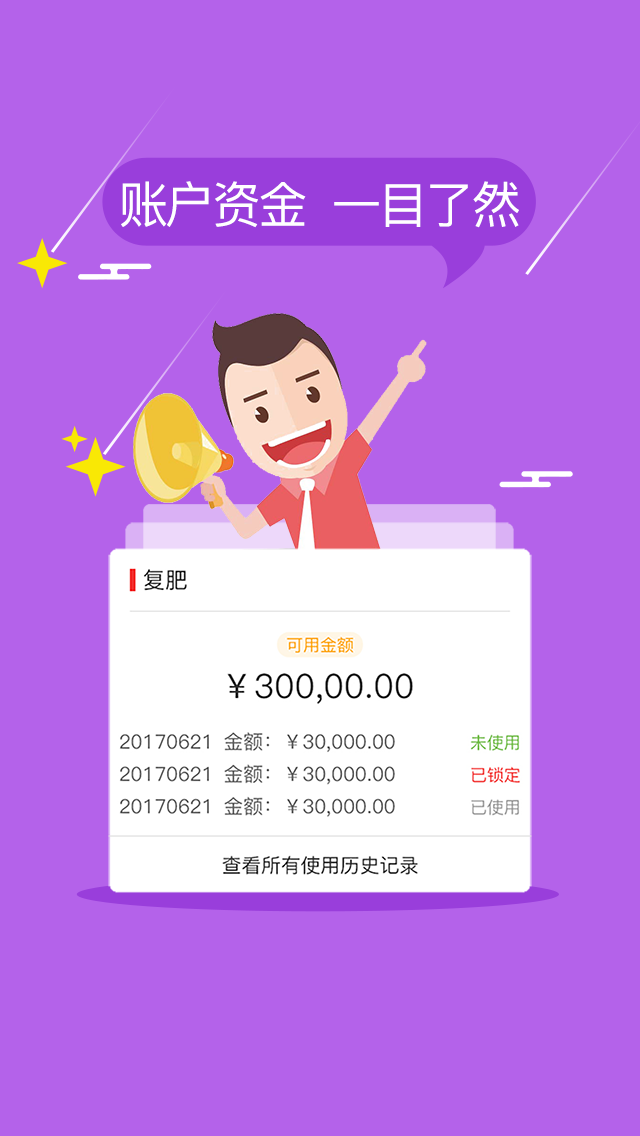 账户资金 一目了然
复肥
可用金额
￥300,00.00
20170621 金额：￥30,000.00 未使用
20170621 金额：￥30,000.00 已锁定
20170621 金额：￥30,000.00 已使用
查看所有使用历史记录